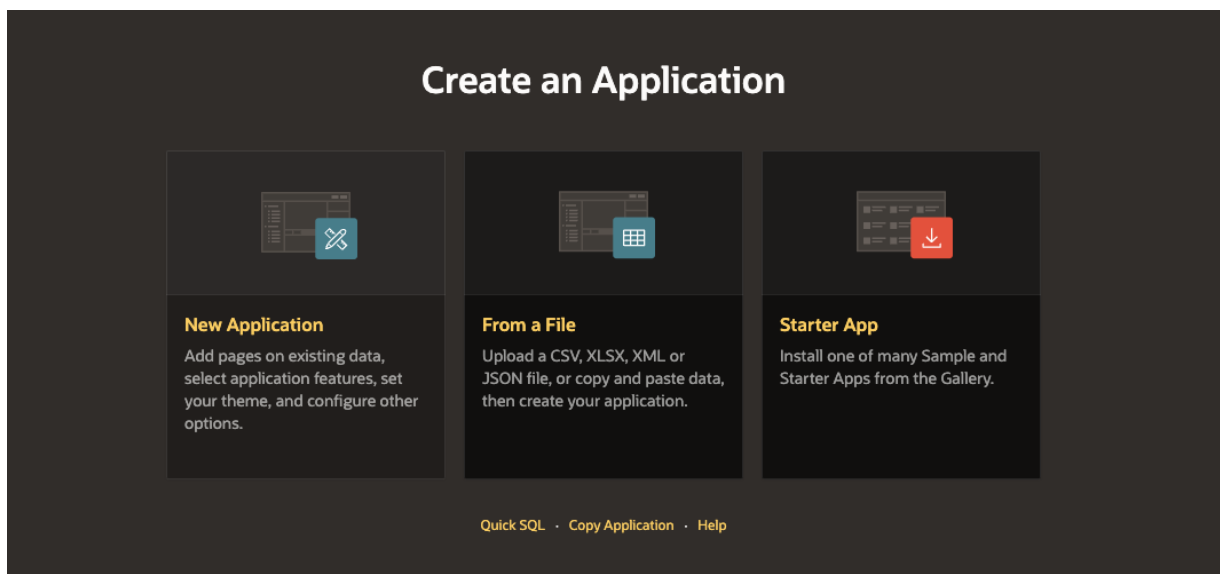 Create an Application
New Application
Add pages on existing data,
select application features, set
your theme, and configure other
options.
From a File
Upload a CSV, XLSX, XML or
JSON file, or copy and paste data,
then create your application.
Starter App
Install one of many Sample and
Starter Apps from the Gallery.
Quick SQL · Copy Application · Help